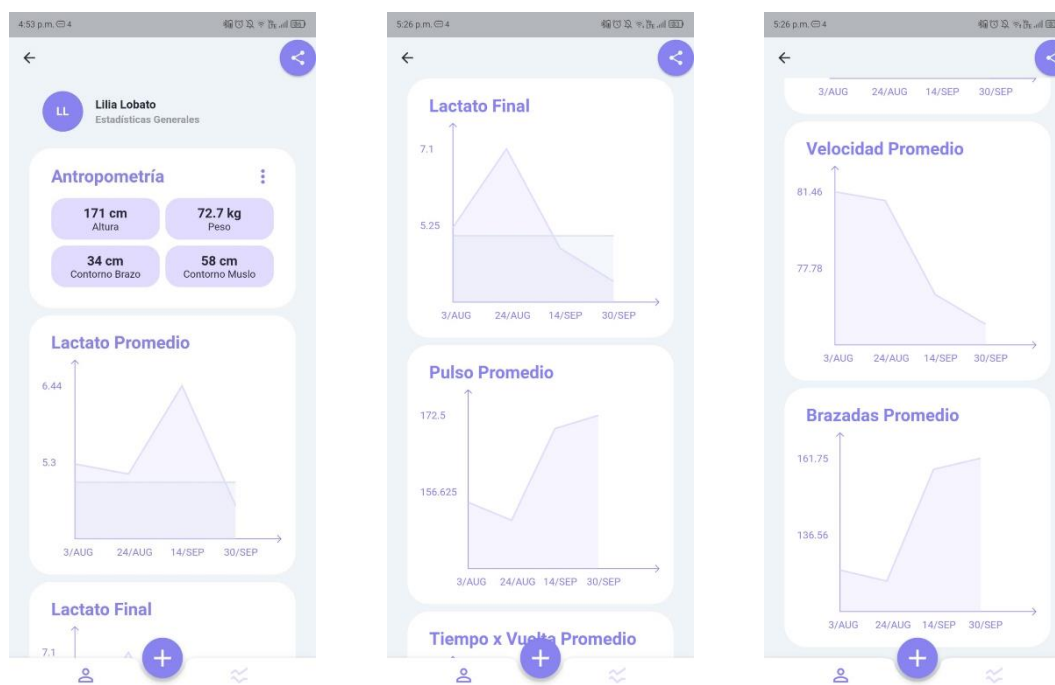 4:53 p.m. 4
LL
Lilia Lobato
Estadísticas Generales
Antropometría
171 cm
Altura
72.7 kg
Peso
34 cm
Contorno Brazo
58 cm
Contorno Muslo
Lactato Promedio
6.44
5.3
3/AUG 24/AUG 14/SEP 30/SEP
Lactato Final
7.1
5:26 p.m. 4
Lactato Final
7.1
5.25
3/AUG 24/AUG 14/SEP 30/SEP
Pulso Promedio
172.5
156.625
3/AUG 24/AUG 14/SEP 30/SEP
Tiempo x Vuelta Promedio
5:26 p.m. 4
3/AUG 24/AUG 14/SEP 30/SEP
Velocidad Promedio
81.46
77.78
3/AUG 24/AUG 14/SEP 30/SEP
Brazadas Promedio
161.75
136.56
3/AUG 24/AUG 14/SEP 30/SEP